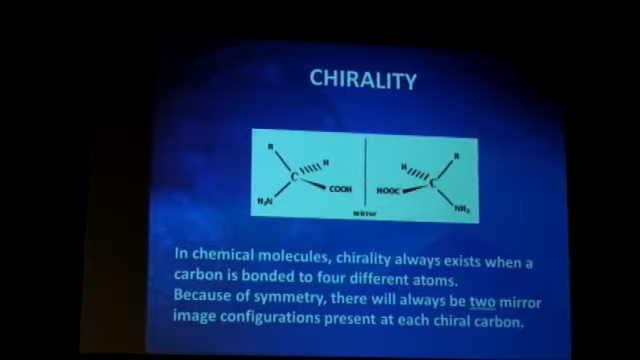 CHIRALITY
R R
H H
C C
COOH HOOC
H₂N NH₂
In chemical molecules, chirality always exists when a
carbon is bonded to four different atoms.
Because of symmetry, there will always be two mirror
image configurations present at each chiral carbon.